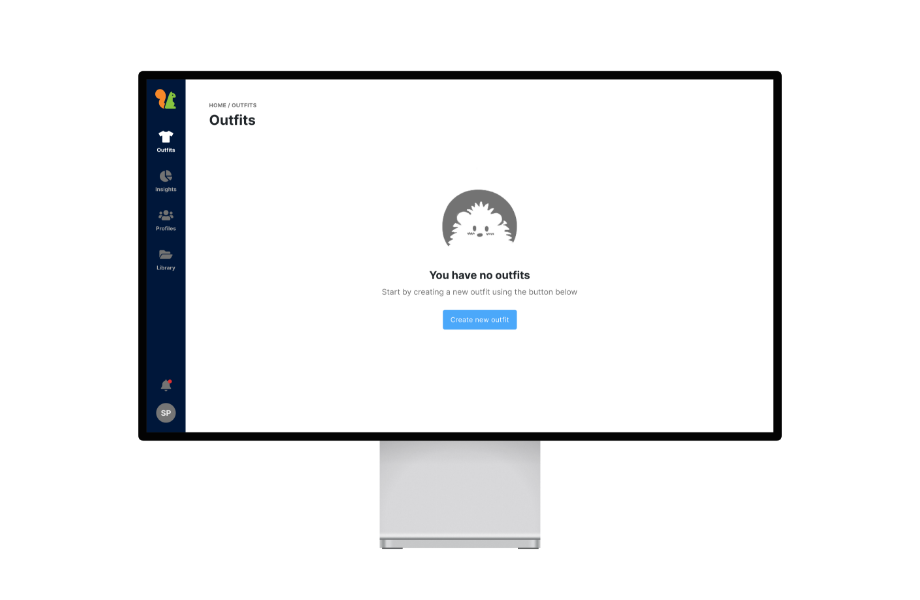 HOME / OUTFITS
Outfits
Outfits
Insights
Profiles
Library
SP
You have no outfits
Start by creating a new outfit using the button below
Create new outfit